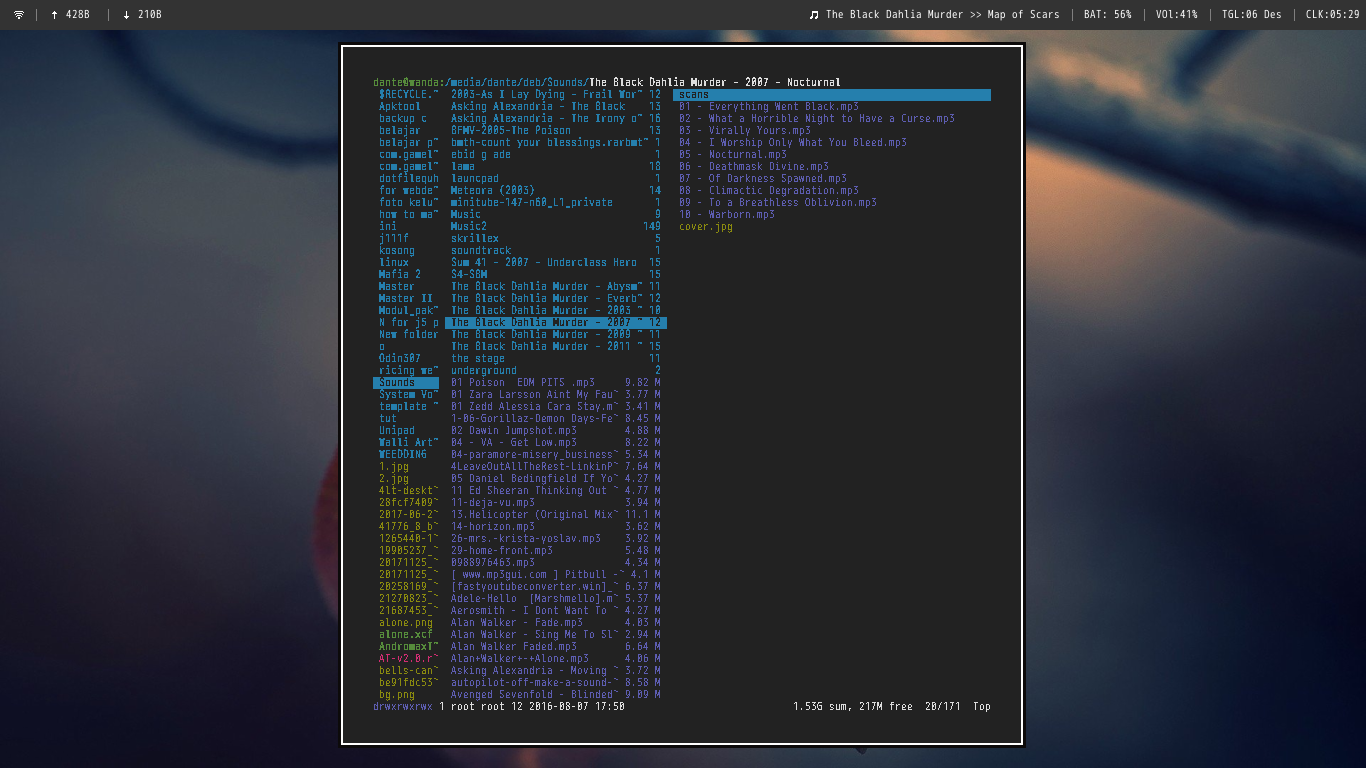 ↑ 428B | ↓ 210B The Black Dahlia Murder >> Map of Scars | BAT: 56% | VOl:41% | TGL:06 Des | CLK:05:29
dante@wanda:/media/dante/deb/Sounds/The Black Dahlia Murder - 2007 - Nocturnal
$RECYCLE.~ 2003-As I Lay Dying - Frail Wor~ 12 scans
Apktool Asking Alexandria - The Black 13 01 - Everything Went Black.mp3
backup c Asking Alexandria - The Irony o~ 16 02 - What a Horrible Night to Have a Curse.mp3
belajar BFMV-2005-The Poison 13 03 - Virally Yours.mp3
belajar p~ bmth-count your blessings.rarbmt~ 1 04 - I Worship Only What You Bleed.mp3
com.gamel~ ebid g ade 1 05 - Nocturnal.mp3
com.gamel~ lama 18 06 - Deathmask Divine.mp3
dotfilequh launcpad 1 07 - Of Darkness Spawned.mp3
for webde~ Meteora (2003) 14 08 - Climactic Degradation.mp3
foto kelu~ minitube-147-n60_L1_private 1 09 - To a Breathless Oblivion.mp3
how to ma~ Music 9 10 - Warborn.mp3
ini Music2 149 cover.jpg
j111f skrillex 5
kosong soundtrack 1
linux Sum 41 - 2007 - Underclass Hero 15
Mafia 2 S4-SBM 15
Master The Black Dahlia Murder - Abysm~ 11
Master II The Black Dahlia Murder - Everb~ 12
Modul_pak~ The Black Dahlia Murder - 2003 ~ 10
N for j5 p The Black Dahlia Murder - 2007 ~ 12
New folder The Black Dahlia Murder - 2009 ~ 11
o The Black Dahlia Murder - 2011 ~ 15
Odin307 the stage 11
ricing we~ underground 2
Sounds 01 Poison  EDM PITS .mp3 9.82 M
System Vo~ 01 Zara Larsson Aint My Fau~ 3.77 M
template ~ 01 Zedd Alessia Cara Stay.m~ 3.41 M
tut 1-06-Gorillaz-Demon Days-Fe~ 8.45 M
Unipad 02 Dawin Jumpshot.mp3 4.88 M
Walli Art~ 04 - VA - Get Low.mp3 8.22 M
WEEDDING 04-paramore-misery_business~ 5.34 M
1.jpg 4LeaveOutAllTheRest-LinkinP~ 7.64 M
2.jpg 05 Daniel Bedingfield If Yo~ 4.27 M
4lt-deskt~ 11 Ed Sheeran Thinking Out ~ 4.77 M
28fcf7409~ 11-deja-vu.mp3 3.94 M
2017-06-2~ 13.Helicopter (Original Mix~ 11.1 M
41776_8_b~ 14-horizon.mp3 3.62 M
1265440-1~ 26-mrs.-krista-yoslav.mp3 3.92 M
19905237_~ 29-home-front.mp3 5.48 M
20171125_~ 0988976463.mp3 4.34 M
20171125_~ [ www.mp3gui.com ] Pitbull -~ 4.1 M
20258169_~ [fastyoutubeconverter.win]_~ 6.37 M
21270823_~ Adele-Hello  [Marshmello].m~ 5.37 M
21687453_~ Aerosmith - I Dont Want To ~ 4.27 M
alone.png Alan Walker - Fade.mp3 4.03 M
alone.xcf Alan Walker - Sing Me To Sl~ 2.94 M
AndromaxT~ Alan Walker Faded.mp3 6.64 M
AT-v2.0.r~ Alan+Walker+-+Alone.mp3 4.06 M
bells-can~ Asking Alexandria - Moving ~ 3.72 M
be91fdc53~ autopilot-off-make-a-sound-~ 8.58 M
bg.png Avenged Sevenfold - Blinded~ 9.09 M
drwxrwxrwx 1 root root 12 2016-08-07 17:50 1.53G sum, 217M free 20/171 Top